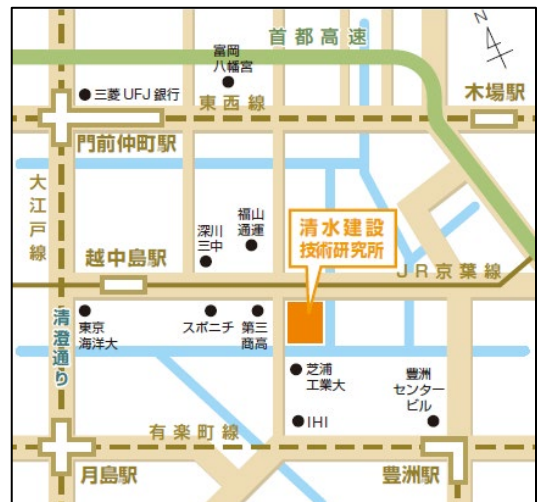 首都高速
N
富岡
八幡宮
三菱UFJ銀行
東西線
木場駅
門前仲町駅
大江戸線
深川
三中
福山
通運
清水建設
技術研究所
越中島駅
JR京葉線
清澄通り
東京
海洋大
スポニチ
第三
商高
芝浦
工業大
豊洲
センター
ビル
IHI
有楽町線
月島駅
豊洲駅